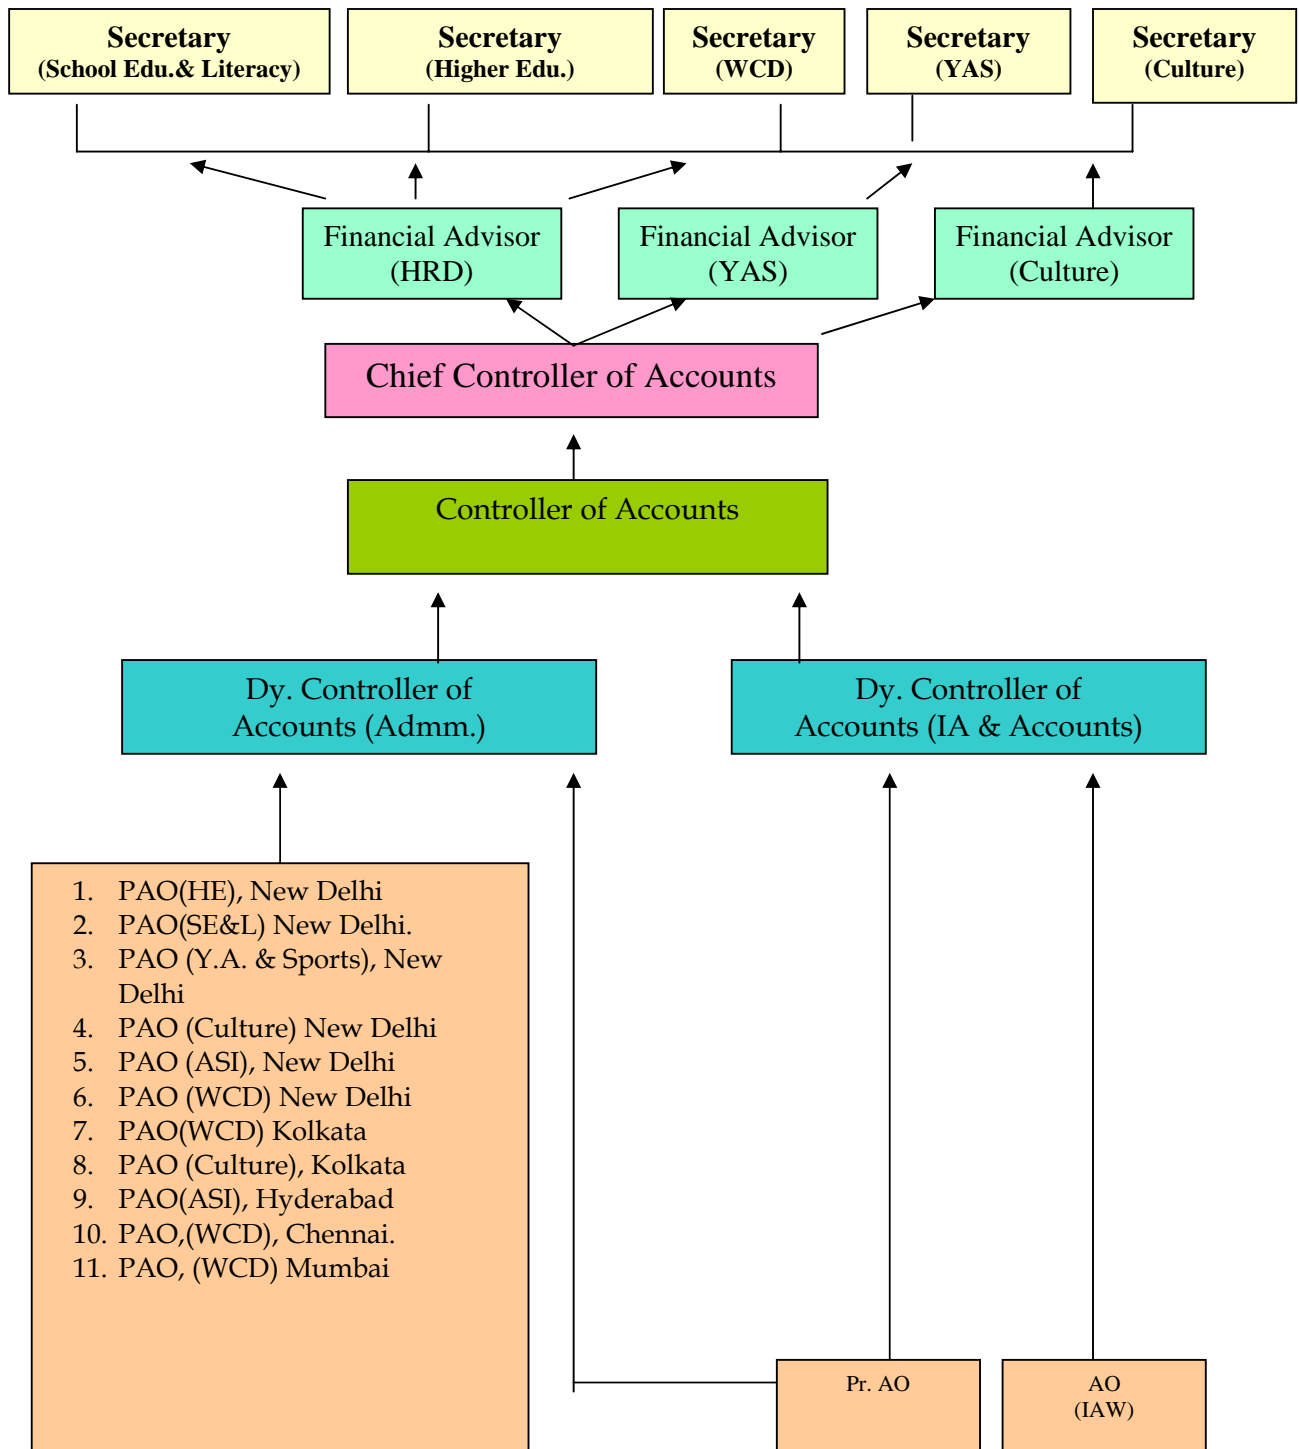 Secretary
(School Edu.& Literacy)
Secretary
(Higher Edu.)
Secretary
(WCD)
Secretary
(YAS)
Secretary
(Culture)
Financial Advisor
(HRD)
Financial Advisor
(YAS)
Financial Advisor
(Culture)
Chief Controller of Accounts
Controller of Accounts
Dy. Controller of
Accounts (Admm.)
Dy. Controller of
Accounts (IA & Accounts)
1. PAO(HE), New Delhi
2. PAO(SE&L) New Delhi.
3. PAO (Y.A. & Sports), New
Delhi
4. PAO (Culture) New Delhi
5. PAO (ASI), New Delhi
6. PAO (WCD) New Delhi
7. PAO(WCD) Kolkata
8. PAO (Culture), Kolkata
9. PAO(ASI), Hyderabad
10. PAO,(WCD), Chennai.
11. PAO, (WCD) Mumbai
Pr. AO
AO
(IAW)